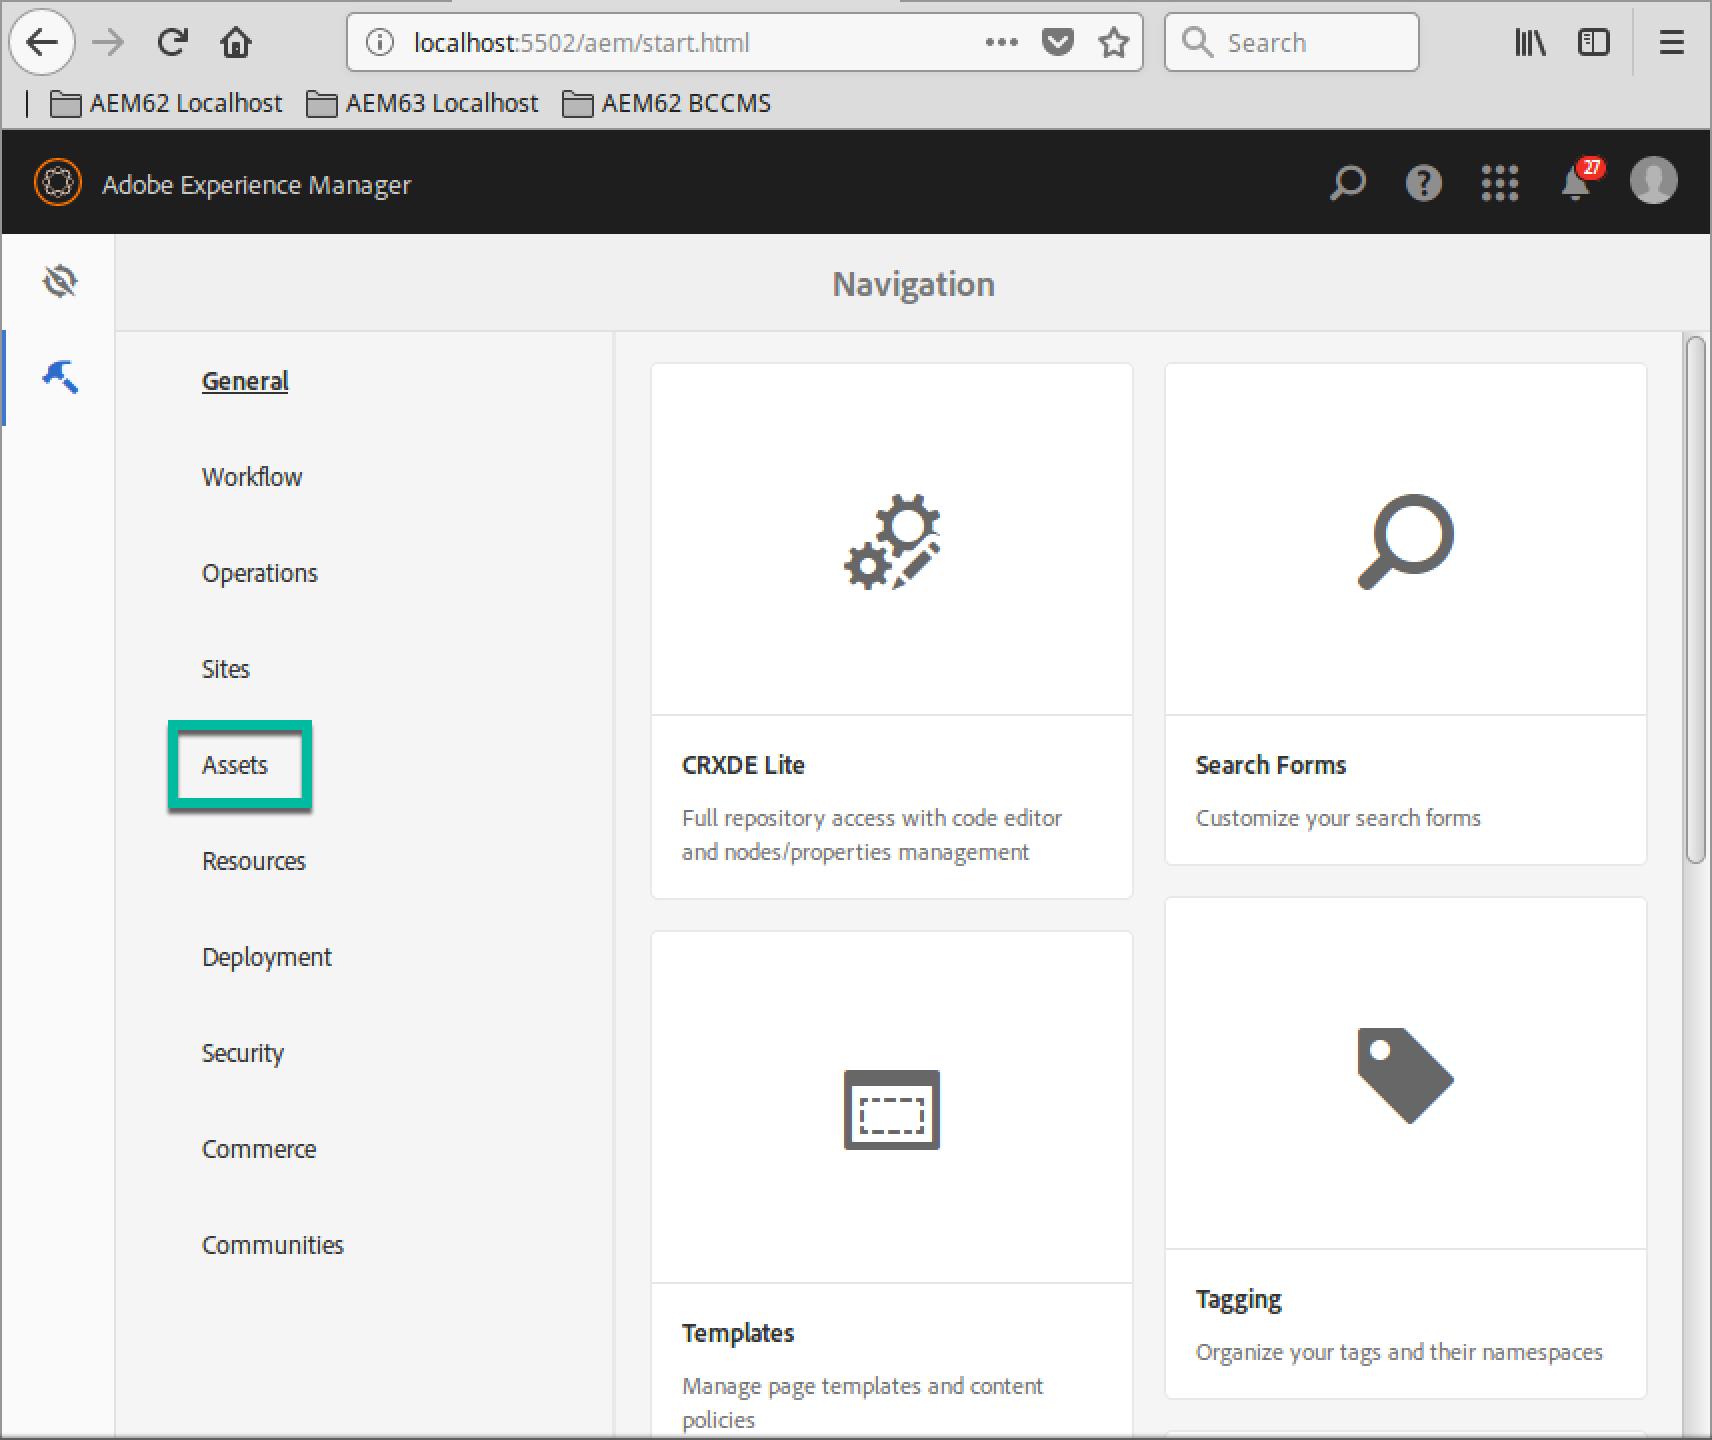 localhost:5502/aem/start.html
Search
AEM62 Localhost
AEM63 Localhost
AEM62 BCCMS
Adobe Experience Manager
27
Navigation
General
Workflow
Operations
Sites
Assets
Resources
Deployment
Security
Commerce
Communities
CRXDE Lite
Full repository access with code editor
and nodes/properties management
Search Forms
Customize your search forms
Templates
Manage page templates and content
policies
Tagging
Organize your tags and their namespaces